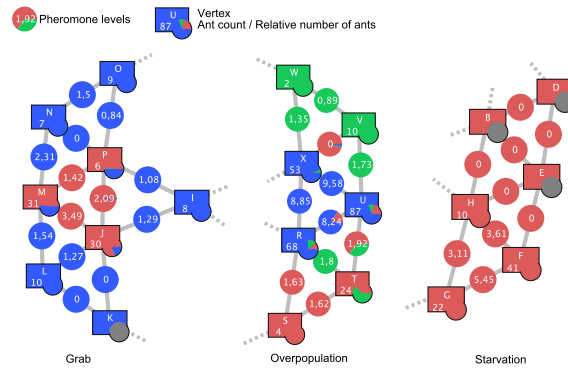 1,92 Pheromone levels
U
87
Vertex
Ant count / Relative number of ants
O
9
1,5
0,84
N
7
0
2,31
P
6
1,42
1,08
M
31
2,09
I
8
3,49
1,29
1,54
J
30
1,27
L
10
0
0
K
W
2
0,89
1,35
V
10
0
X
53
1,73
9,58
8,85
U
87
8,24
R
68
1,92
1,8
1,63
T
24
1,62
S
4
D
B
0
0
0
0
E
0
H
10
0
3,61
3,11
F
41
5,45
G
22
Grab
Overpopulation
Starvation